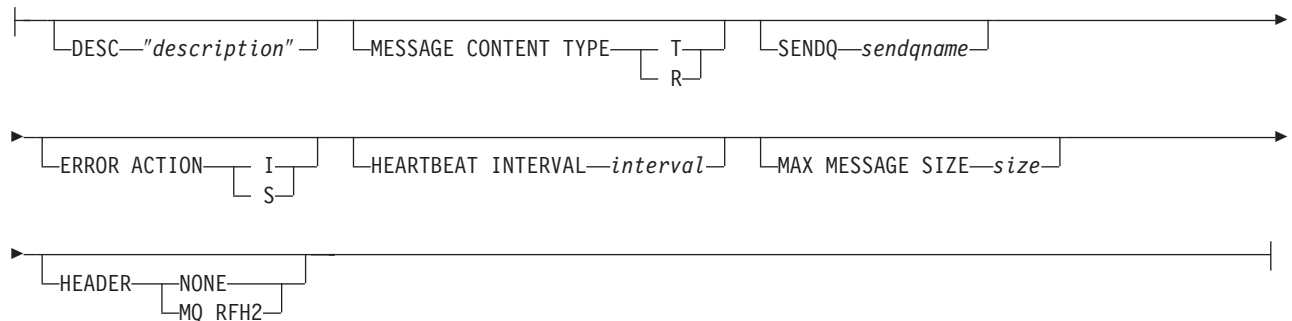 DESC "description" MESSAGE CONTENT TYPE T SENDQ sendqname
R
ERROR ACTION I HEARTBEAT INTERVAL interval MAX MESSAGE SIZE size
S
HEADER NONE
MQ RFH2